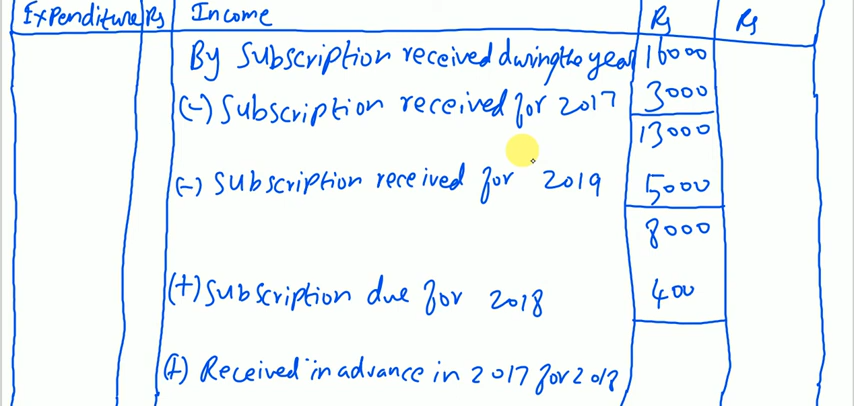 Expenditure Rs Income Rs Rs
By Subscription received during the year 16000
(-) Subscription received for 2017 3000
13000
(-) Subscription received for 2019 5000
8000
(+) Subscription due for 2018 400
(+) Received in advance in 2017 for 2018